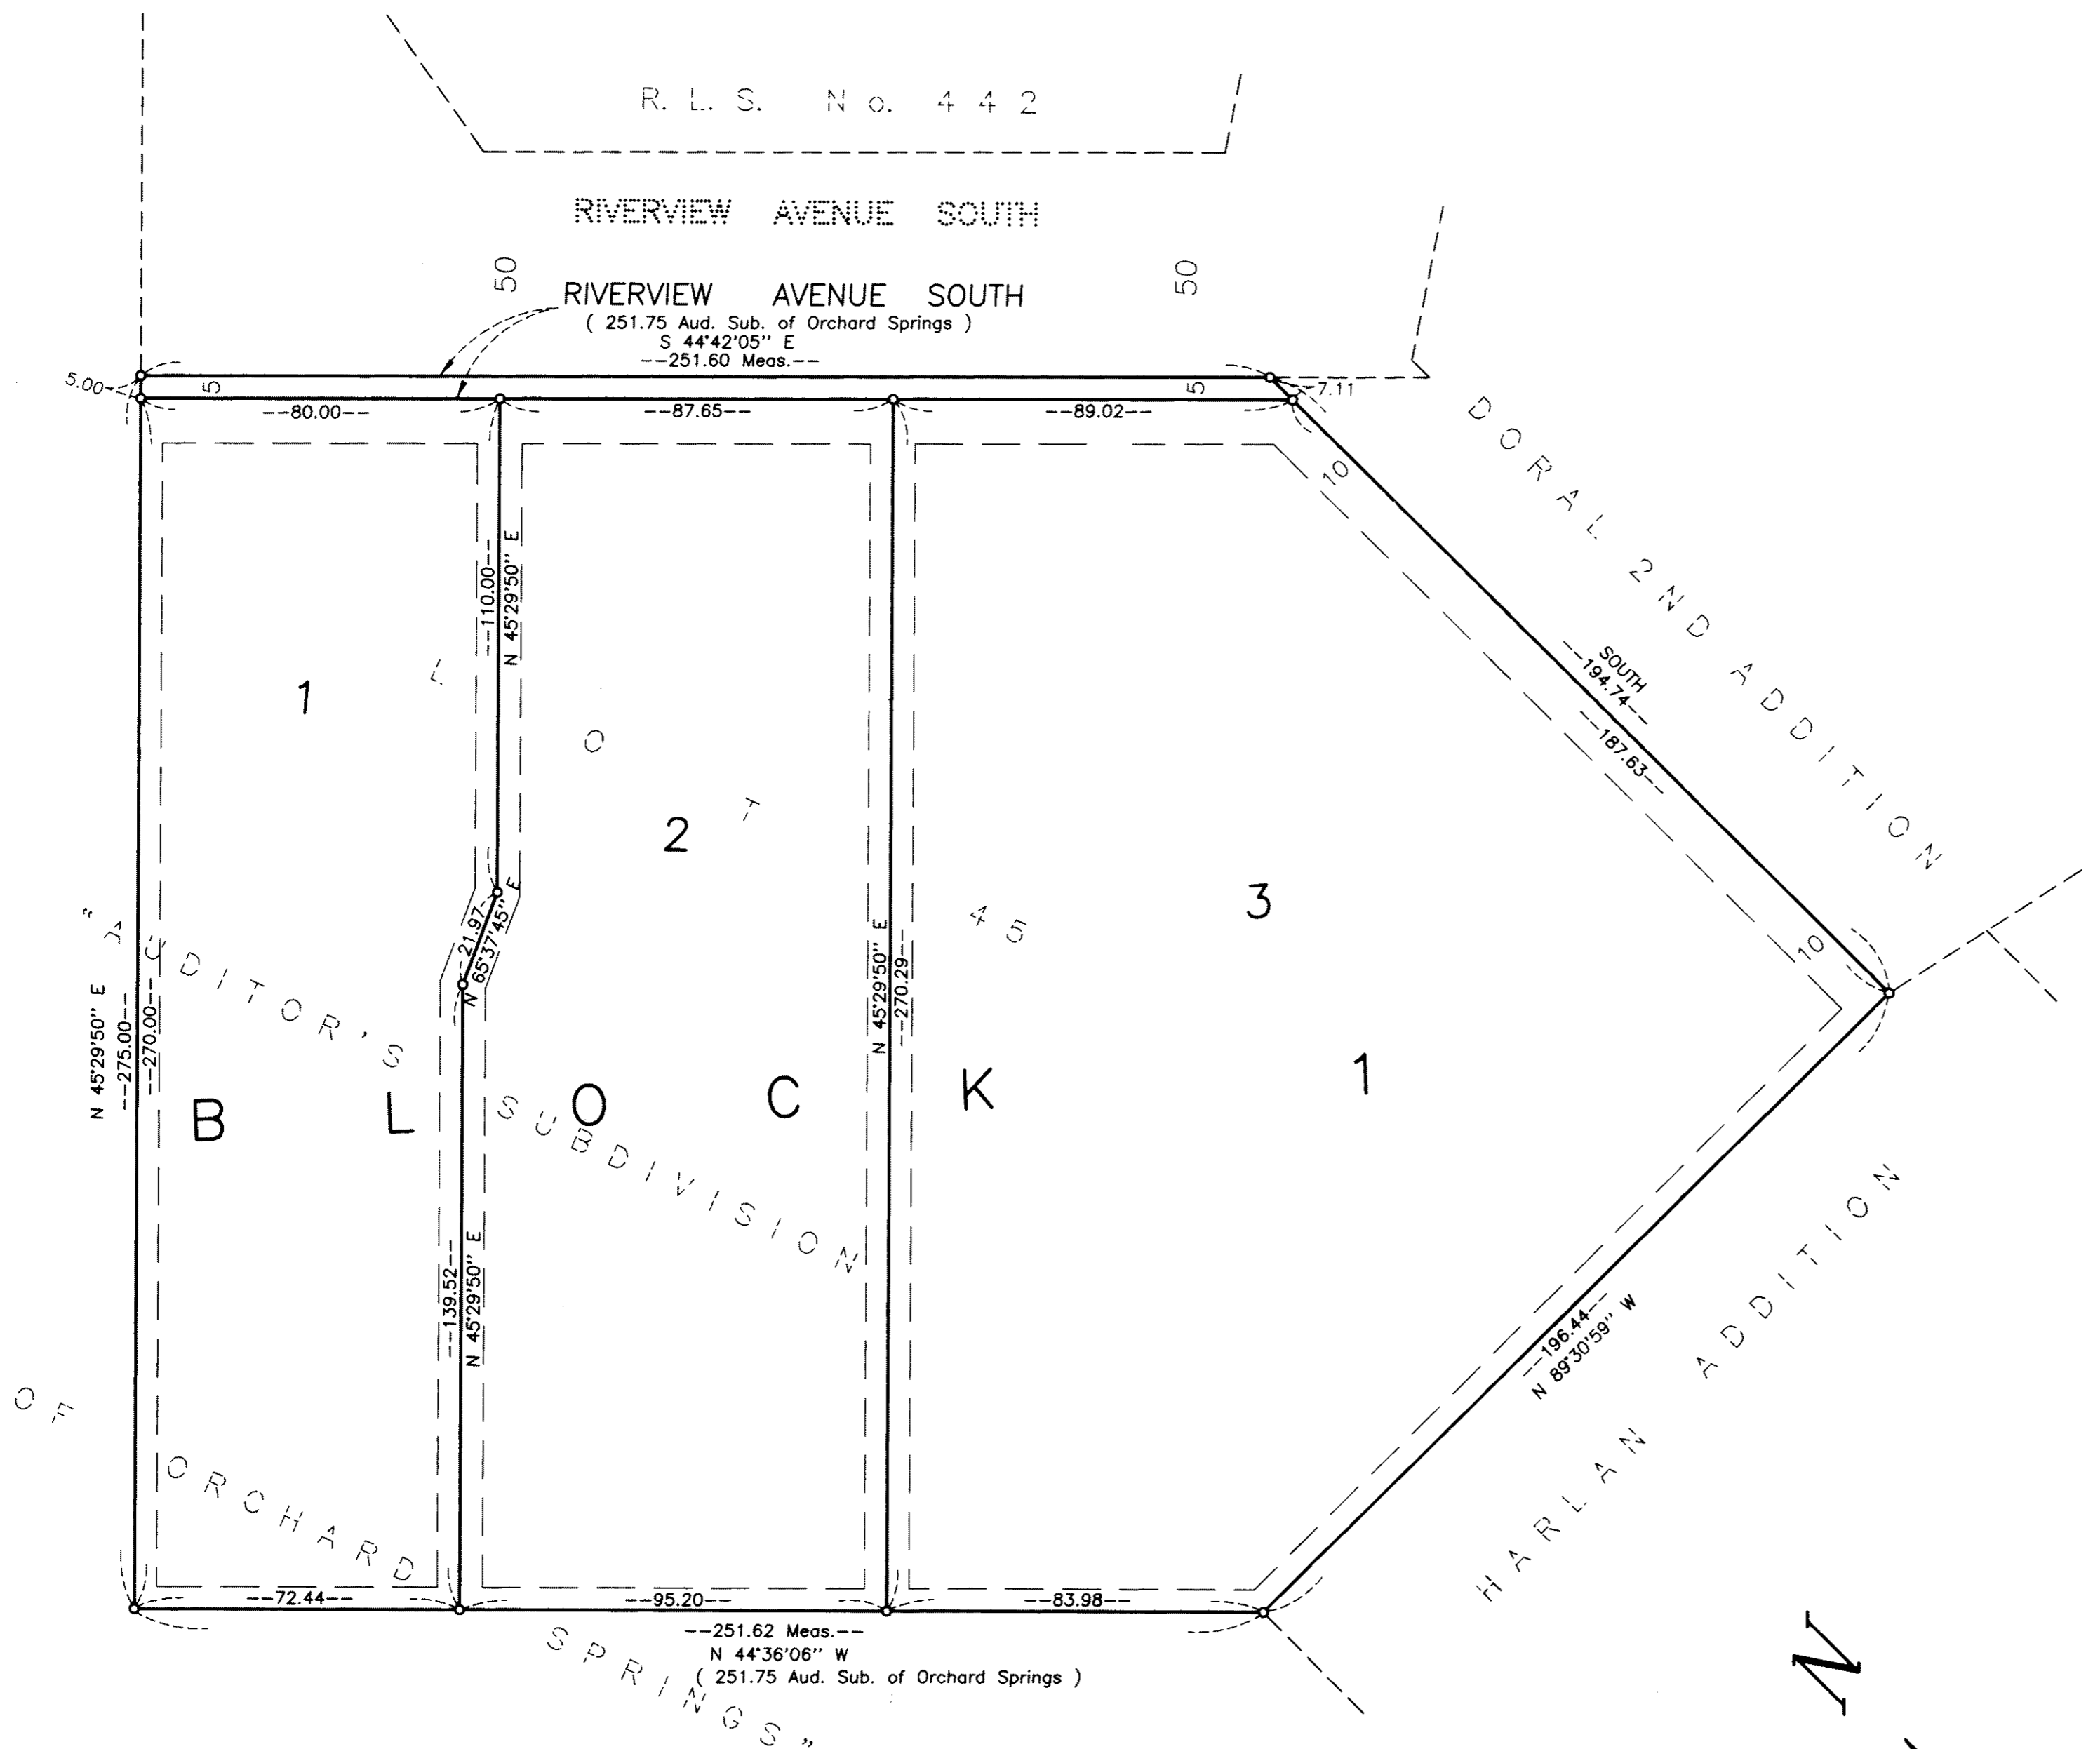 R. L. S. No. 442
RIVERVIEW AVENUE SOUTH
50
50
RIVERVIEW AVENUE SOUTH
( 251.75 Aud. Sub. of Orchard Springs )
S 44°42'05" E
--251.60 Meas.--
5.00
5
5
7.11
--80.00--
--87.65--
--89.02--
10
DORAL 2ND ADDITION
--110.00--
N 45°29'50" E
SOUTH
--194.74--
--187.63--
1
2
3
LOT 45
21.97
N 65°37'45" E
10
N 45°29'50" E
--275.00--
--270.00--
N 45°29'50" E
--270.29--
BLOCK 1
"AUDITOR'S SUBDIVISION
OF ORCHARD SPRINGS"
--139.52--
N 45°29'50" E
--196.44--
N 89°30'59" W
HARLAN ADDITION
--72.44--
--95.20--
--83.98--
--251.62 Meas.--
N 44°36'06" W
( 251.75 Aud. Sub. of Orchard Springs )
N